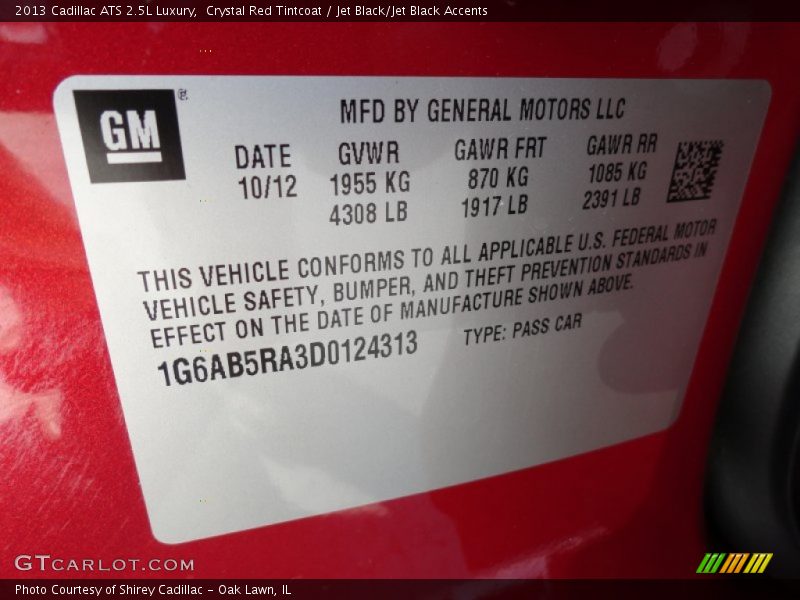 2013 Cadillac ATS 2.5L Luxury,  Crystal Red Tintcoat / Jet Black/Jet Black Accents
GM®
MFD BY GENERAL MOTORS LLC
DATE GVWR GAWR FRT GAWR RR
10/12 1955 KG 870 KG 1085 KG
4308 LB 1917 LB 2391 LB
THIS VEHICLE CONFORMS TO ALL APPLICABLE U.S. FEDERAL MOTOR
VEHICLE SAFETY, BUMPER, AND THEFT PREVENTION STANDARDS IN
EFFECT ON THE DATE OF MANUFACTURE SHOWN ABOVE.
1G6AB5RA3D0124313 TYPE: PASS CAR
GTCARLOT.COM
Photo Courtesy of Shirey Cadillac - Oak Lawn, IL